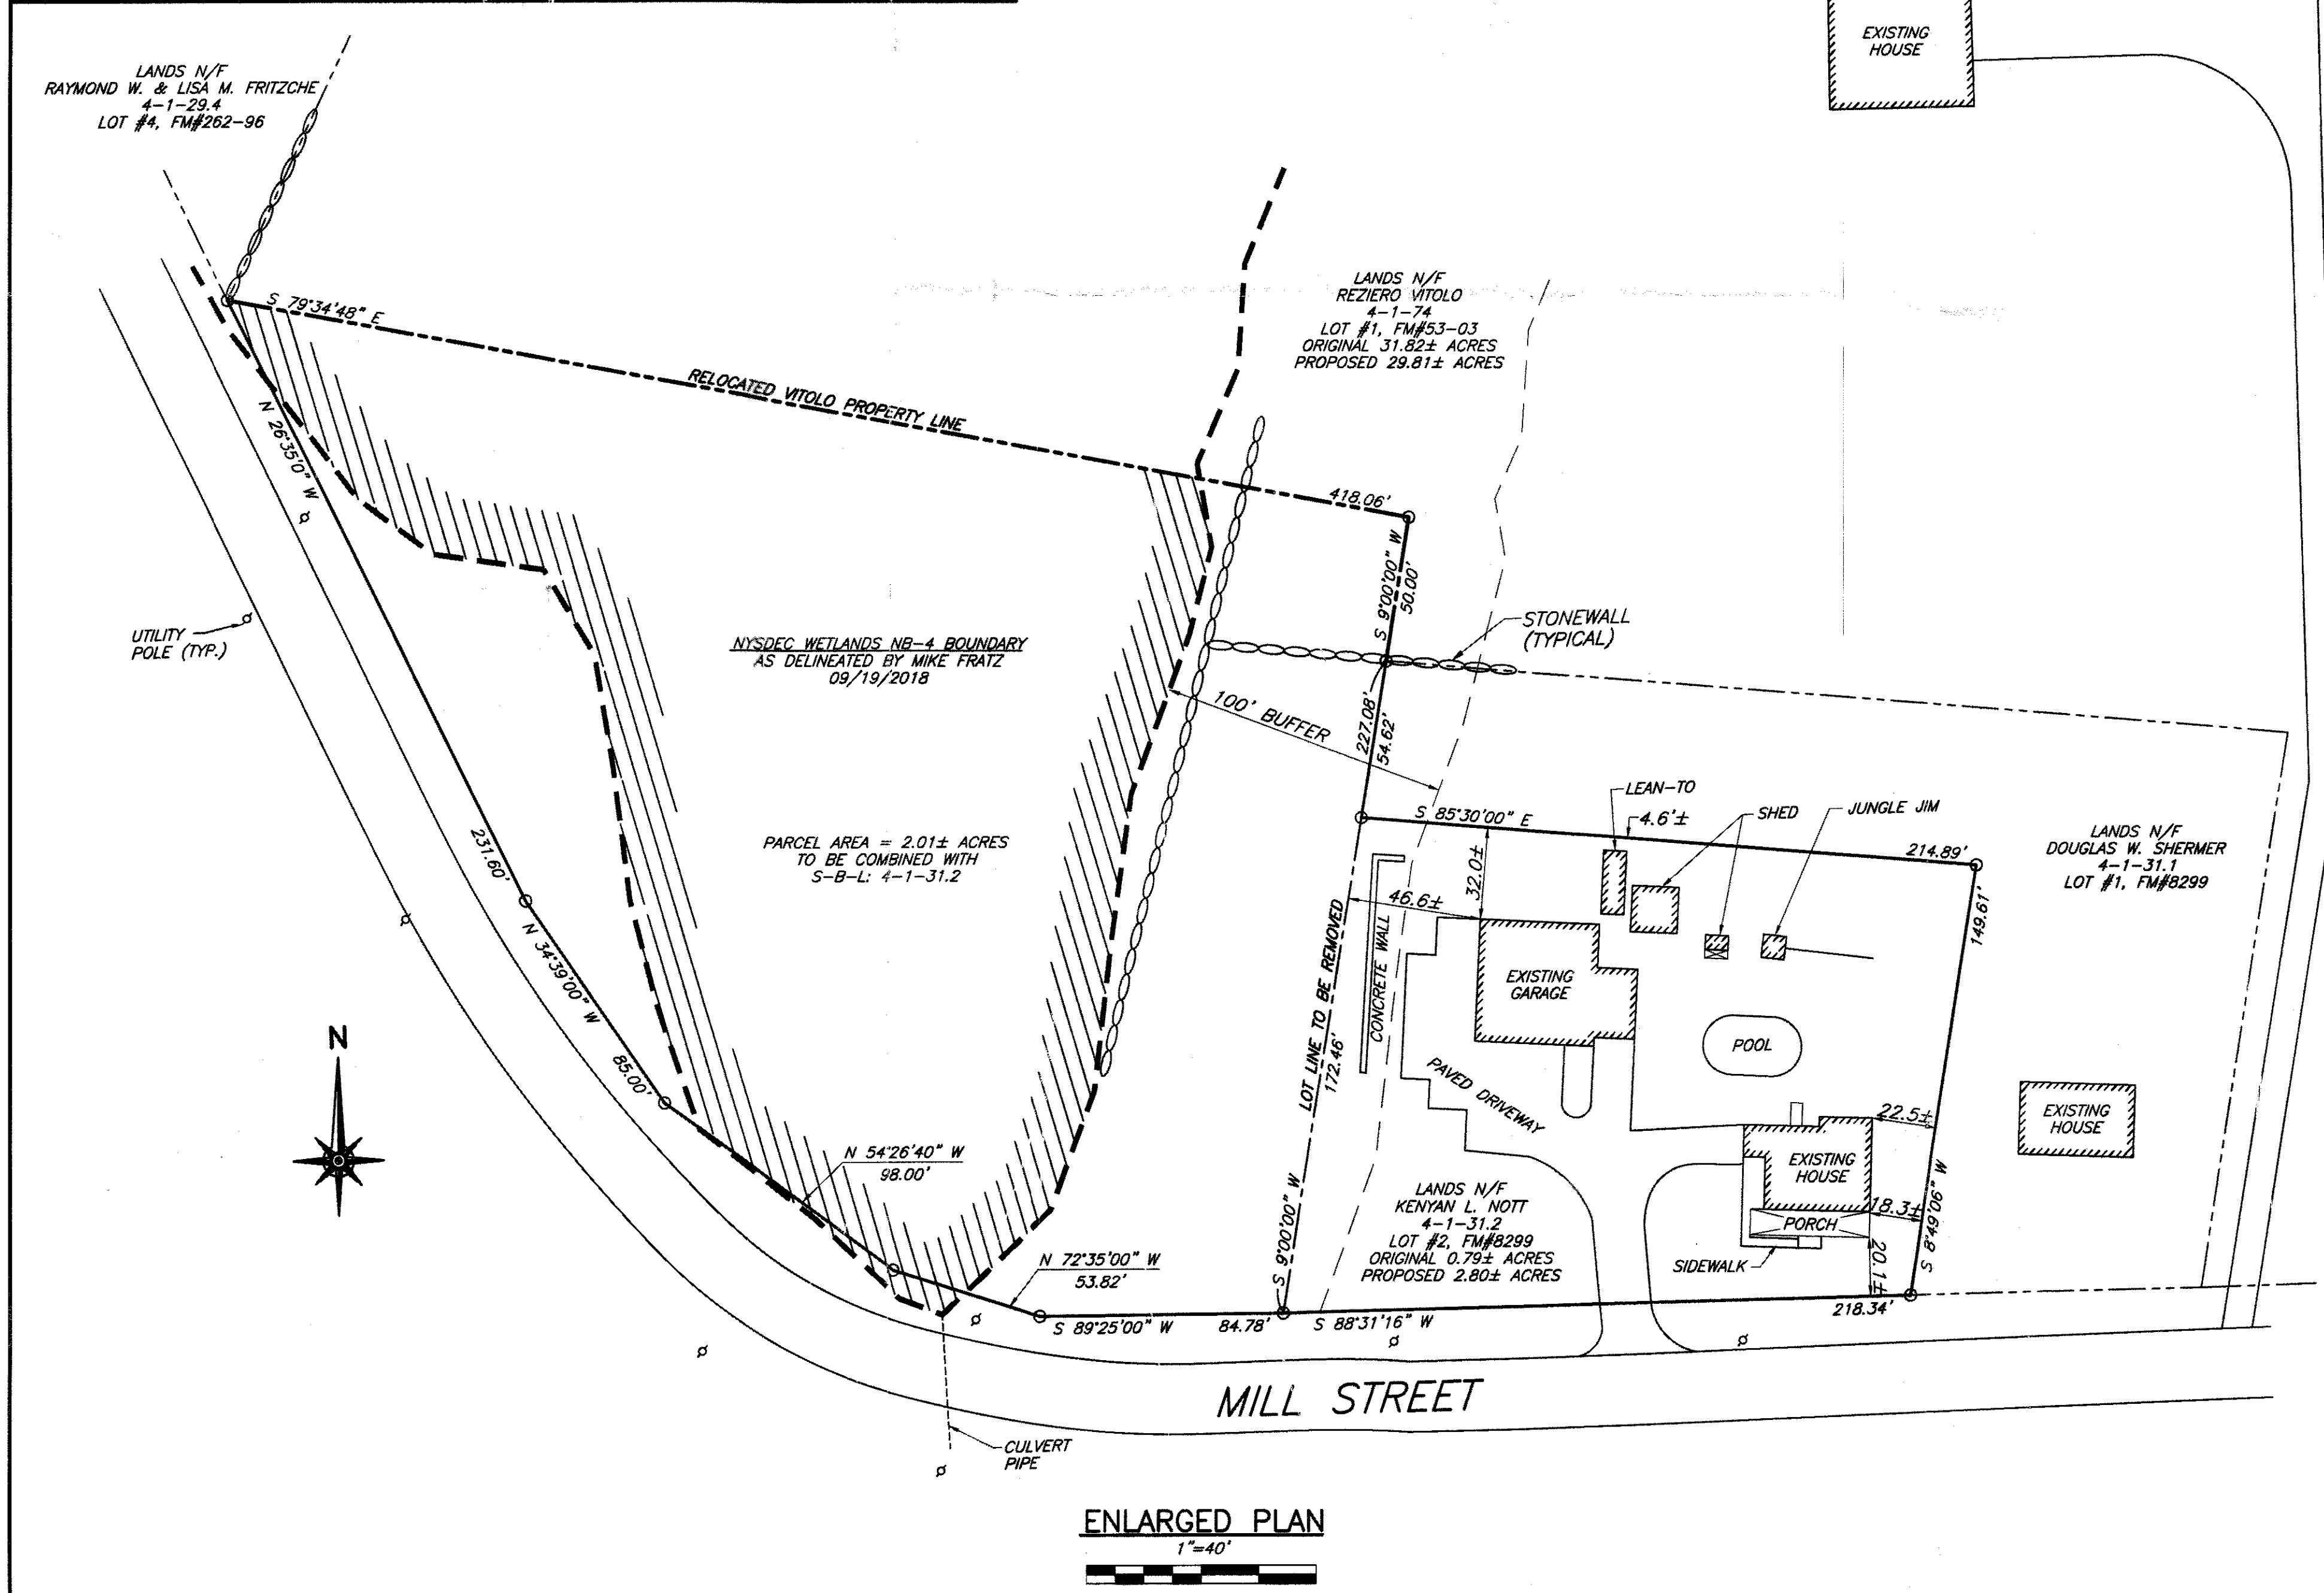 EXISTING
HOUSE
LANDS N/F
RAYMOND W. & LISA M. FRITZCHE
4-1-29.4
LOT #4, FM#262-96
LANDS N/F
REZIERO VITOLO
4-1-74
LOT #1, FM#53-03
ORIGINAL 31.82± ACRES
PROPOSED 29.81± ACRES
S 79°34'48" E
RELOCATED VITOLO PROPERTY LINE
418.06'
N 26°35'0" W
S 9°00'00" W
50.00'
STONEWALL
(TYPICAL)
UTILITY
POLE (TYP.)
NYSDEC WETLANDS NB-4 BOUNDARY
AS DELINEATED BY MIKE FRATZ
09/19/2018
100' BUFFER
227.08'
54.62'
LEAN-TO
4.6'±
SHED
JUNGLE JIM
S 85°30'00" E
214.89'
LANDS N/F
DOUGLAS W. SHERMER
4-1-31.1
LOT #1, FM#8299
PARCEL AREA = 2.01± ACRES
TO BE COMBINED WITH
S-B-L: 4-1-31.2
231.60'
32.0±
46.6±
149.61'
N 34°39'00" W
LOT LINE TO BE REMOVED
172.46'
CONCRETE WALL
EXISTING
GARAGE
POOL
N
85.00'
PAVED DRIVEWAY
22.5±
EXISTING
HOUSE
N 54°26'40" W
98.00'
EXISTING
HOUSE
S 9°00'00" W
LANDS N/F
KENYAN L. NOTT
4-1-31.2
LOT #2, FM#8299
ORIGINAL 0.79± ACRES
PROPOSED 2.80± ACRES
18.3±
PORCH
S 8°49'06" W
SIDEWALK
20.1±
N 72°35'00" W
53.82'
S 89°25'00" W
84.78'
S 88°31'16" W
218.34'
MILL STREET
CULVERT
PIPE
ENLARGED PLAN
1"=40'